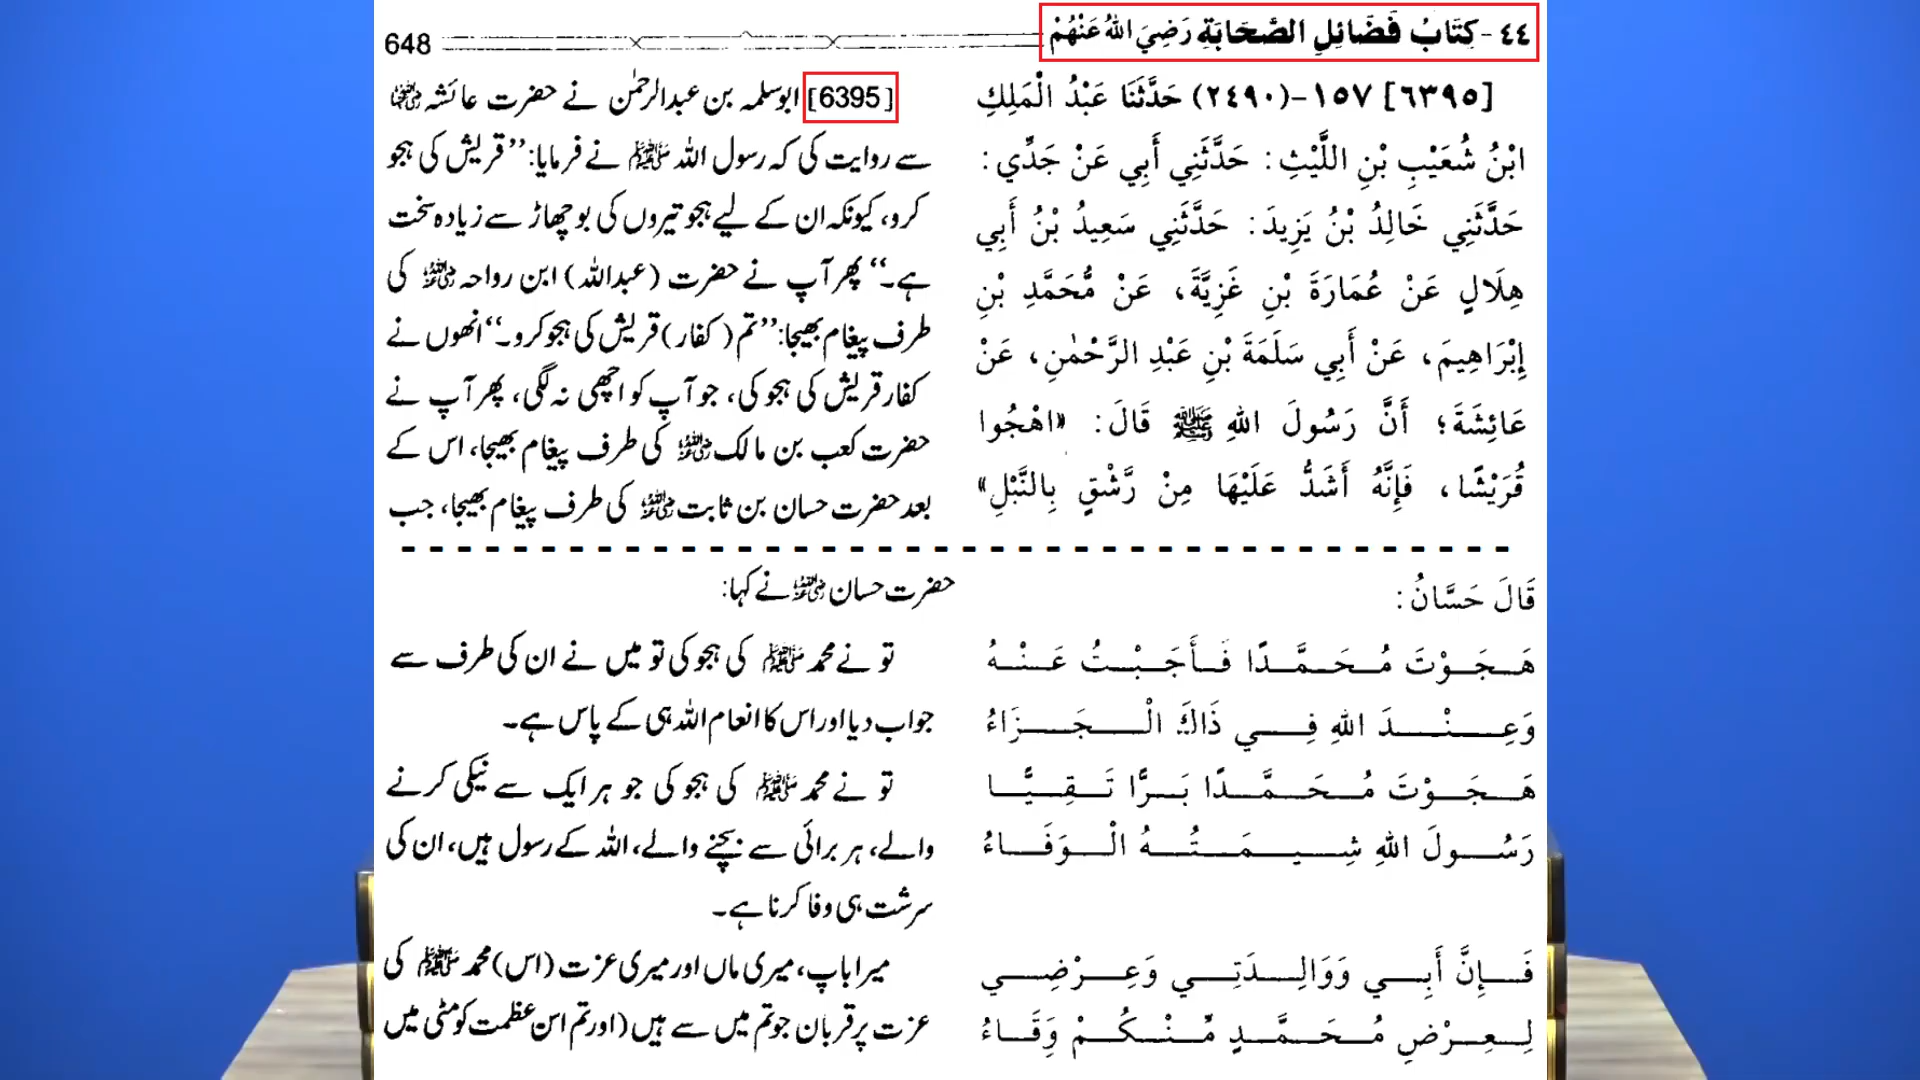 ٤٤-كِتَابُ فَضَائِلِ الصَّحَابَةِ رَضِيَ اللهُ عَنْهُمْ
648
[٦٣٩٥] ١٥٧-(٢٤٩٠) حَدَّثَنَا عَبْدُ الْمَلِكِ
ابْنُ شُعَيْبِ بْنِ اللَّيْثِ: حَدَّثَنِي أَبِي عَنْ جَدِّي:
حَدَّثَنِي خَالِدُ بْنُ يَزِيدَ: حَدَّثَنِي سَعِيدُ بْنُ أَبِي
هِلَالٍ عَنْ عُمَارَةَ بْنِ غَزِيَّةَ، عَنْ مُّحَمَّدِ بْنِ
إِبْرَاهِيمَ، عَنْ أَبِي سَلَمَةَ بْنِ عَبْدِ الرَّحْمٰنِ، عَنْ
عَائِشَةَ؛ أَنَّ رَسُولَ اللهِ ﷺ قَالَ: «اهْجُوا
قُرَيْشًا، فَإِنَّهُ أَشَدُّ عَلَيْهَا مِنْ رَّشْقٍ بِالنَّبْلِ»
[6395] ابوسلمہ بن عبدالرحمٰن نے حضرت عائشہ رضی اللہ عنہا
سے روایت کی کہ رسول اللہ ﷺ نے فرمایا: ’’قریش کی ہجو
کرو، کیونکہ ان کے لیے ہجو تیروں کی بوچھاڑ سے زیادہ سخت
ہے۔‘‘ پھر آپ نے حضرت (عبداللہ) ابن رواحہ رضی اللہ عنہ کی
طرف پیغام بھیجا: ’’تم (کفار) قریش کی ہجو کرو۔‘‘ انھوں نے
کفار قریش کی ہجو کی، جو آپ کو اچھی نہ لگی، پھر آپ نے
حضرت کعب بن مالک رضی اللہ عنہ کی طرف پیغام بھیجا، اس کے
بعد حضرت حسان بن ثابت رضی اللہ عنہ کی طرف پیغام بھیجا، جب
قَالَ حَسَّانُ:
هَجَوْتَ مُحَمَّدًا فَأَجَبْتُ عَنْهُ
وَعِنْدَ اللهِ فِي ذَاكَ الْجَزَاءُ
هَجَوْتَ مُحَمَّدًا بَرًّا تَقِيًّا
رَسُولَ اللهِ شِيمَتُهُ الْوَفَاءُ
فَإِنَّ أَبِي وَوَالِدَتِي وَعِرْضِي
لِعِرْضِ مُحَمَّدٍ مِّنْكُمْ وِقَاءُ
حضرت حسان رضی اللہ عنہ نے کہا:
تو نے محمد ﷺ کی ہجو کی تو میں نے ان کی طرف سے
جواب دیا اور اس کا انعام اللہ ہی کے پاس ہے۔
تو نے محمد ﷺ کی ہجو کی جو ہر ایک سے نیکی کرنے
والے، ہر برائی سے بچنے والے، اللہ کے رسول ہیں، ان کی
سرشت ہی وفا کرنا ہے۔
میرا باپ، میری ماں اور میری عزت (اس) محمد ﷺ کی
عزت پر قربان جو تم میں سے ہیں (اور تم اس عظمت کو مٹی میں